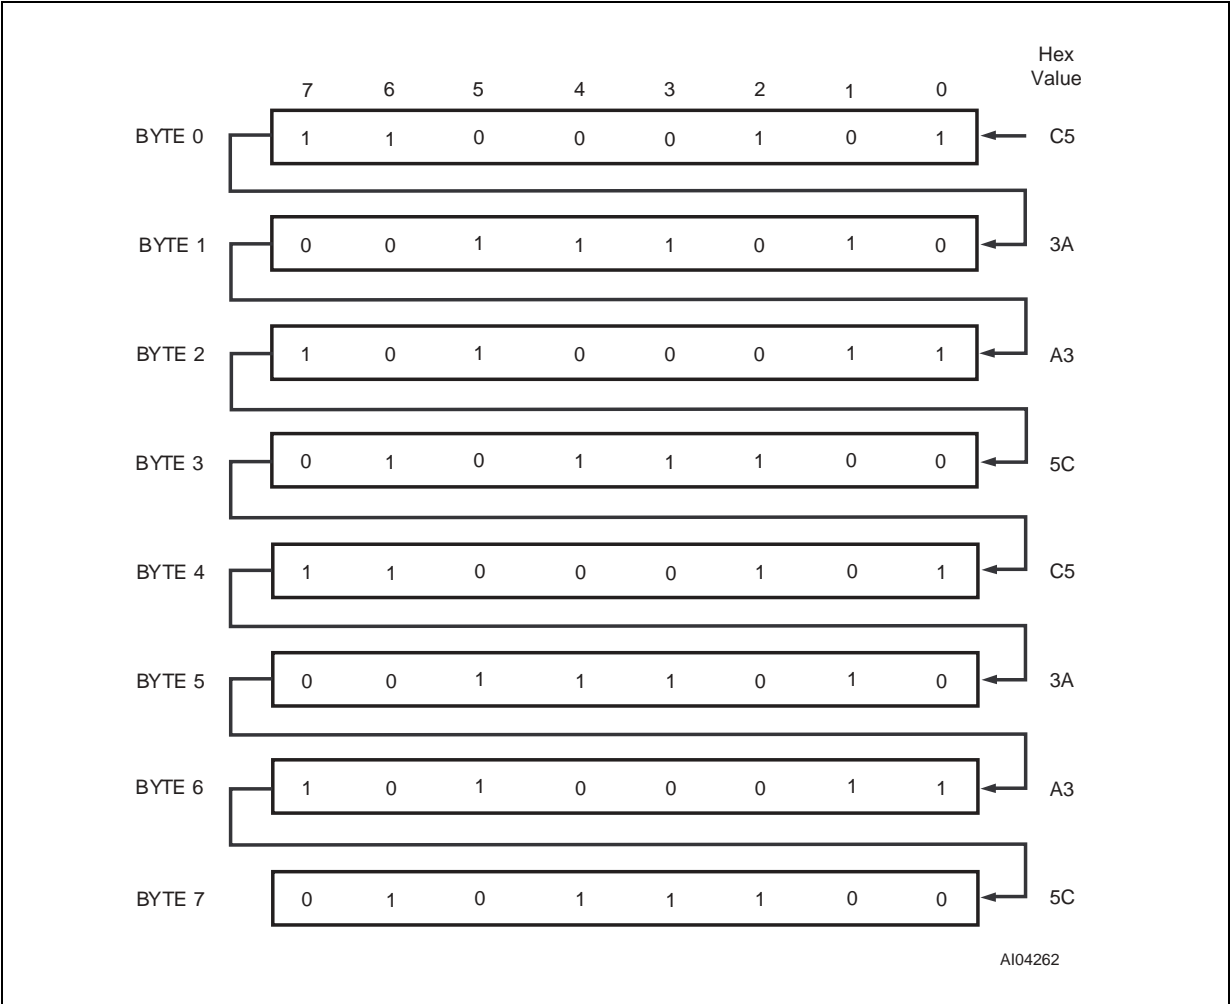 Hex
Value
7 6 5 4 3 2 1 0
BYTE 0 1 1 0 0 0 1 0 1 C5
BYTE 1 0 0 1 1 1 0 1 0 3A
BYTE 2 1 0 1 0 0 0 1 1 A3
BYTE 3 0 1 0 1 1 1 0 0 5C
BYTE 4 1 1 0 0 0 1 0 1 C5
BYTE 5 0 0 1 1 1 0 1 0 3A
BYTE 6 1 0 1 0 0 0 1 1 A3
BYTE 7 0 1 0 1 1 1 0 0 5C
AI04262